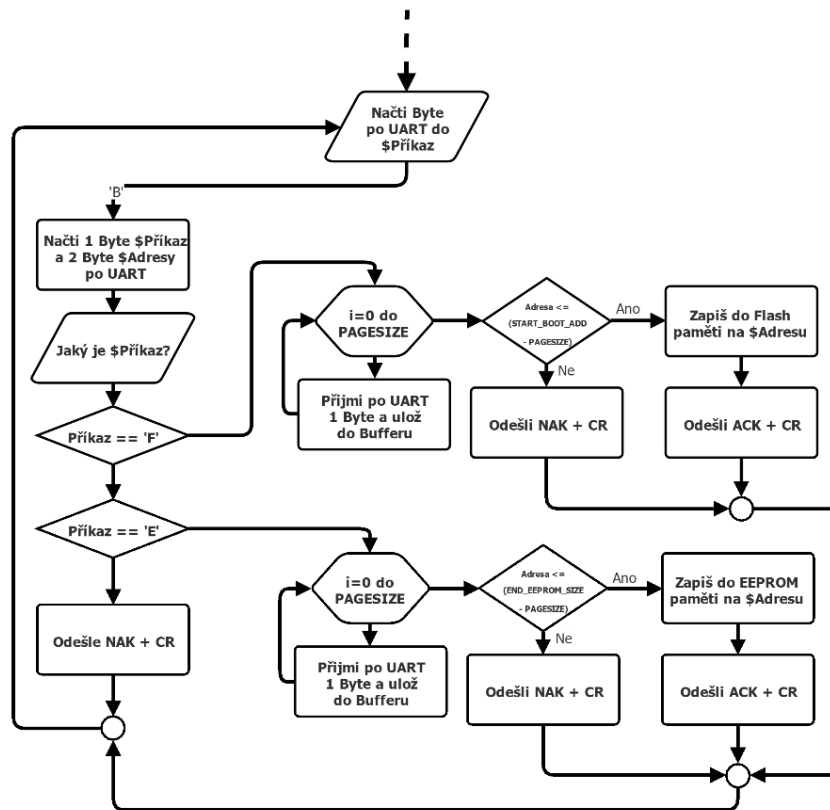 Načti Byte
po UART do
$Příkaz
'B'
Načti 1 Byte $Příkaz
a 2 Byte $Adresy
po UART
Jaký je $Příkaz?
Příkaz == 'F'
i=0 do
PAGESIZE
Přijmi po UART
1 Byte a ulož
do Bufferu
Adresa <=
(START_BOOT_ADD
- PAGESIZE)
Ano
Ne
Zapiš do Flash
paměti na $Adresu
Odešli NAK + CR
Odešli ACK + CR
Příkaz == 'E'
i=0 do
PAGESIZE
Přijmi po UART
1 Byte a ulož
do Bufferu
Adresa <=
(END_EEPROM_SIZE
- PAGESIZE)
Ano
Ne
Zapiš do EEPROM
paměti na $Adresu
Odešli NAK + CR
Odešli ACK + CR
Odešle NAK + CR